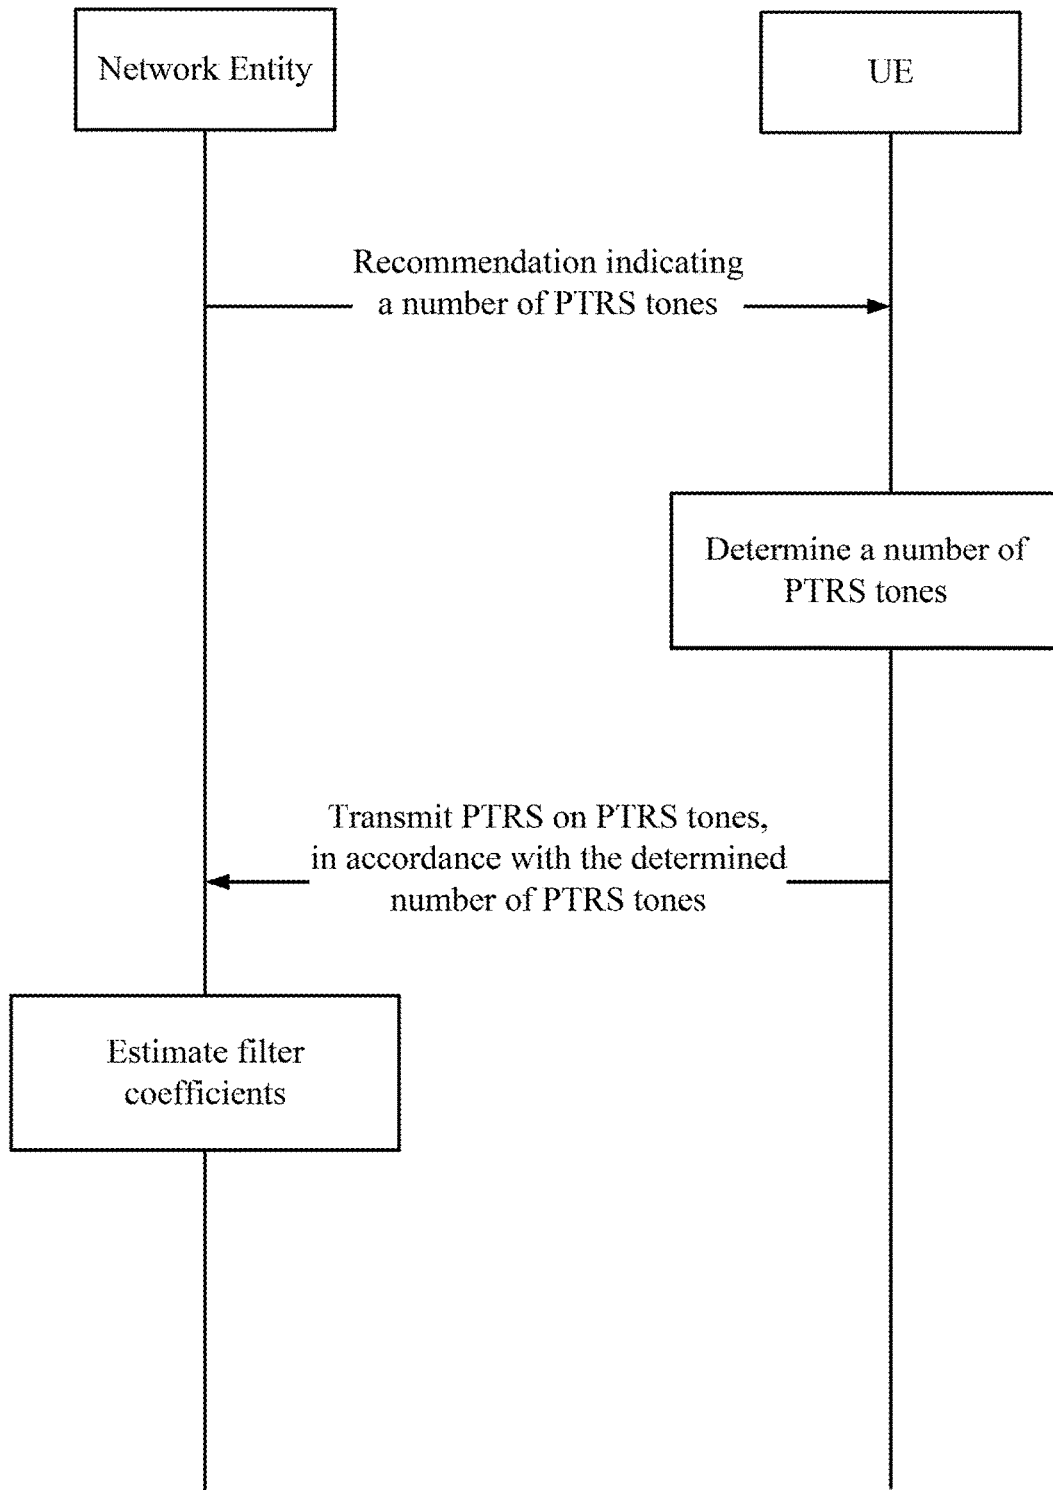 Network Entity
UE
Recommendation indicating
a number of PTRS tones
Determine a number of
PTRS tones
Transmit PTRS on PTRS tones,
in accordance with the determined
number of PTRS tones
Estimate filter
coefficients